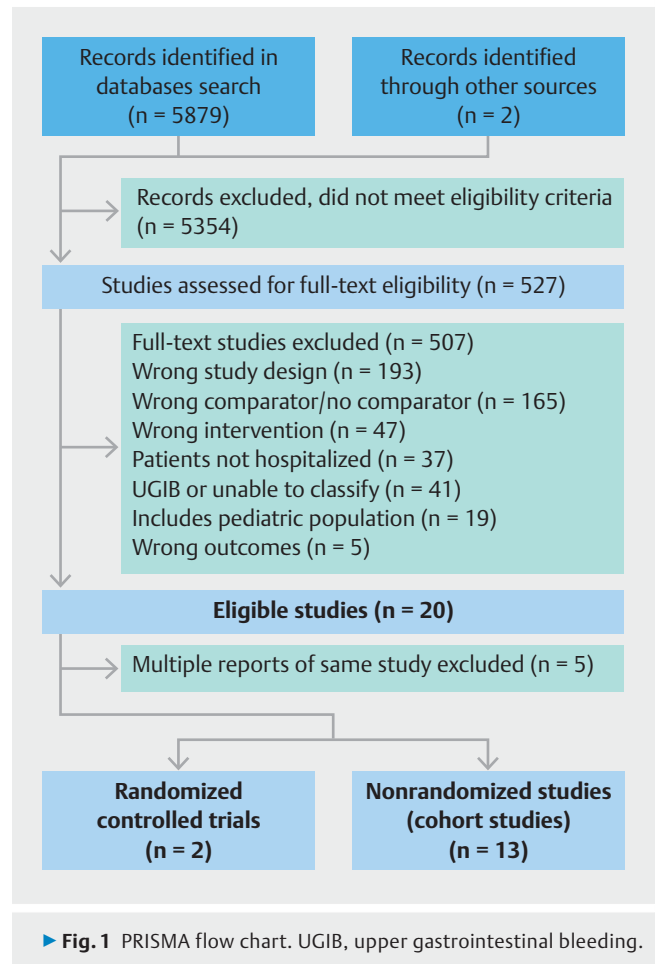 Records identified in
databases search
(n = 5879)
Records identified
through other sources
(n = 2)
Records excluded, did not meet eligibility criteria
(n = 5354)
Studies assessed for full-text eligibility (n = 527)
Full-text studies excluded (n = 507)
Wrong study design (n = 193)
Wrong comparator/no comparator (n = 165)
Wrong intervention (n = 47)
Patients not hospitalized (n = 37)
UGIB or unable to classify (n = 41)
Includes pediatric population (n = 19)
Wrong outcomes (n = 5)
Eligible studies (n = 20)
Multiple reports of same study excluded (n = 5)
Randomized
controlled trials
(n = 2)
Nonrandomized studies
(cohort studies)
(n = 13)
▶ Fig. 1 PRISMA flow chart. UGIB, upper gastrointestinal bleeding.